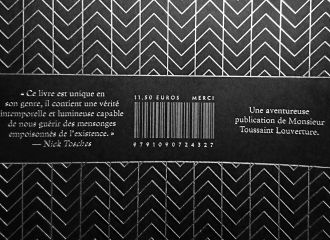 « Ce livre est unique en
son genre, il contient une vérité
intemporelle et lumineuse capable
de nous guérir des mensonges
empoisonnés de l'existence. »
— Nick Tosches
11,50 EUROS MERCI
9791090724327
Une aventureuse
publication de Monsieur
Toussaint Louverture.